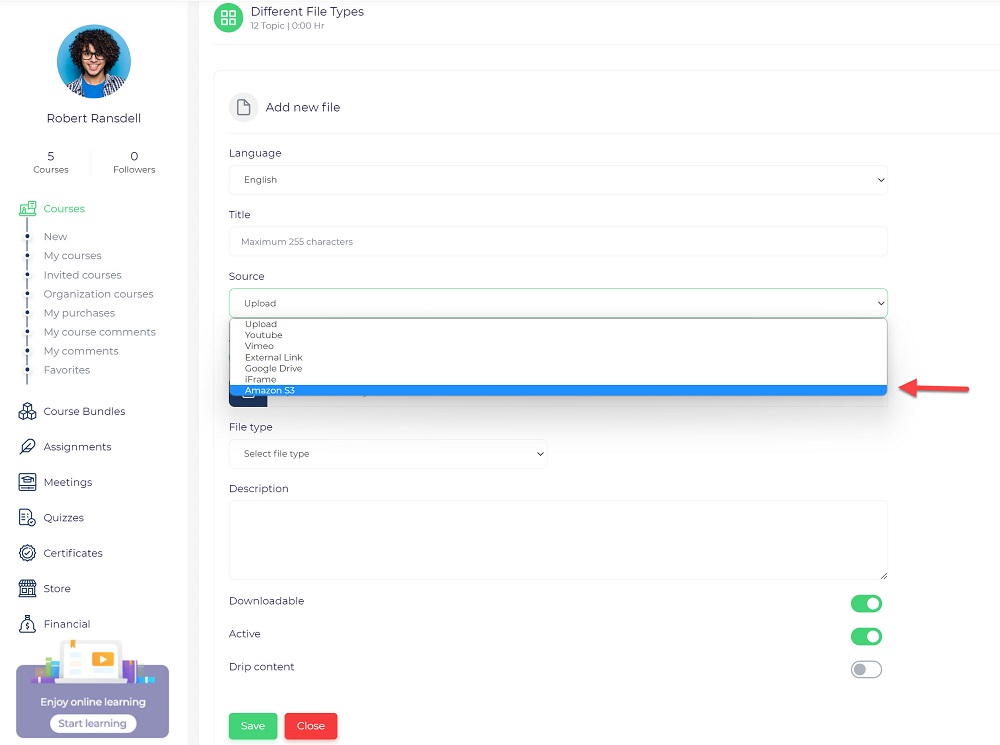 Different File Types
12 Topic | 0:00 Hr
Robert Ransdell
5
Courses
0
Followers
Courses
New
My courses
Invited courses
Organization courses
My purchases
My course comments
My comments
Favorites
Course Bundles
Assignments
Meetings
Quizzes
Certificates
Store
Financial
Enjoy online learning
Start learning
Add new file
Language
English
Title
Maximum 255 characters
Source
Upload
Upload
Youtube
Vimeo
External Link
Google Drive
iFrame
Amazon S3
File type
Select file type
Description
Downloadable
Active
Drip content
Save
Close